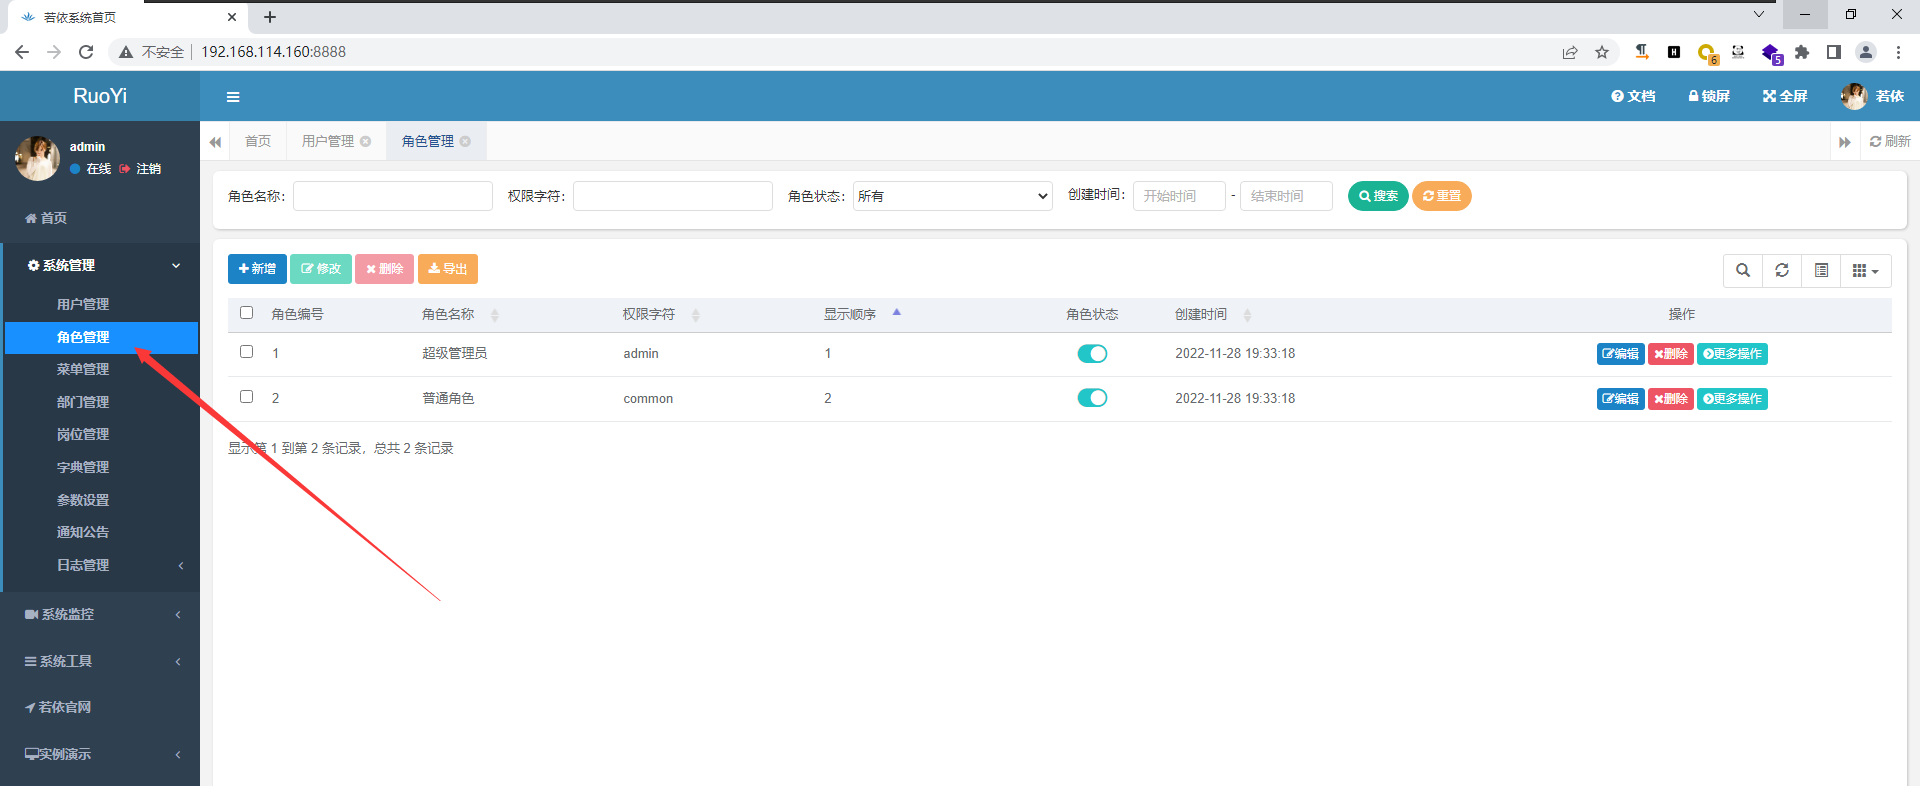 若依系统首页
不安全 192.168.114.160:8888
6
5
RuoYi
文档 锁屏 全屏 若依
admin
在线 注销
首页 用户管理 角色管理 刷新
角色名称： 权限字符： 角色状态： 所有 创建时间： 开始时间 - 结束时间 搜索 重置
首页
系统管理
用户管理
角色管理
菜单管理
部门管理
岗位管理
字典管理
参数设置
通知公告
日志管理
系统监控
系统工具
若依官网
实例演示
新增 修改 删除 导出
角色编号 角色名称 权限字符 显示顺序 角色状态 创建时间 操作
1 超级管理员 admin 1 2022-11-28 19:33:18 编辑 删除 更多操作
2 普通角色 common 2 2022-11-28 19:33:18 编辑 删除 更多操作
显示第 1 到第 2 条记录，总共 2 条记录